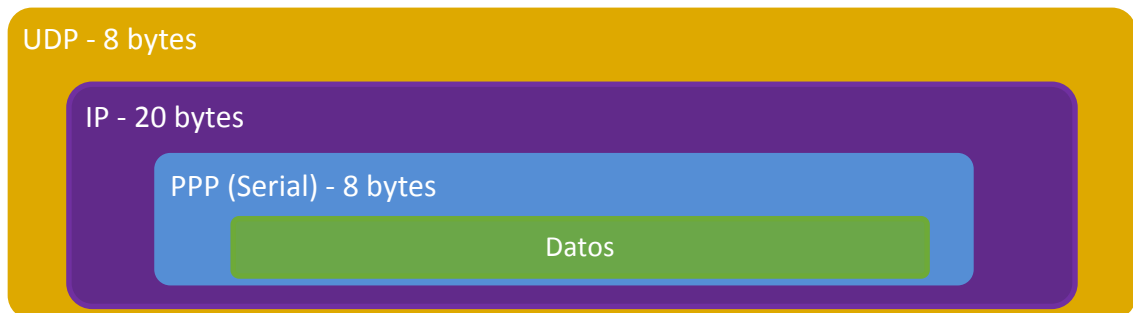 UDP - 8 bytes
IP - 20 bytes
PPP (Serial) - 8 bytes
Datos